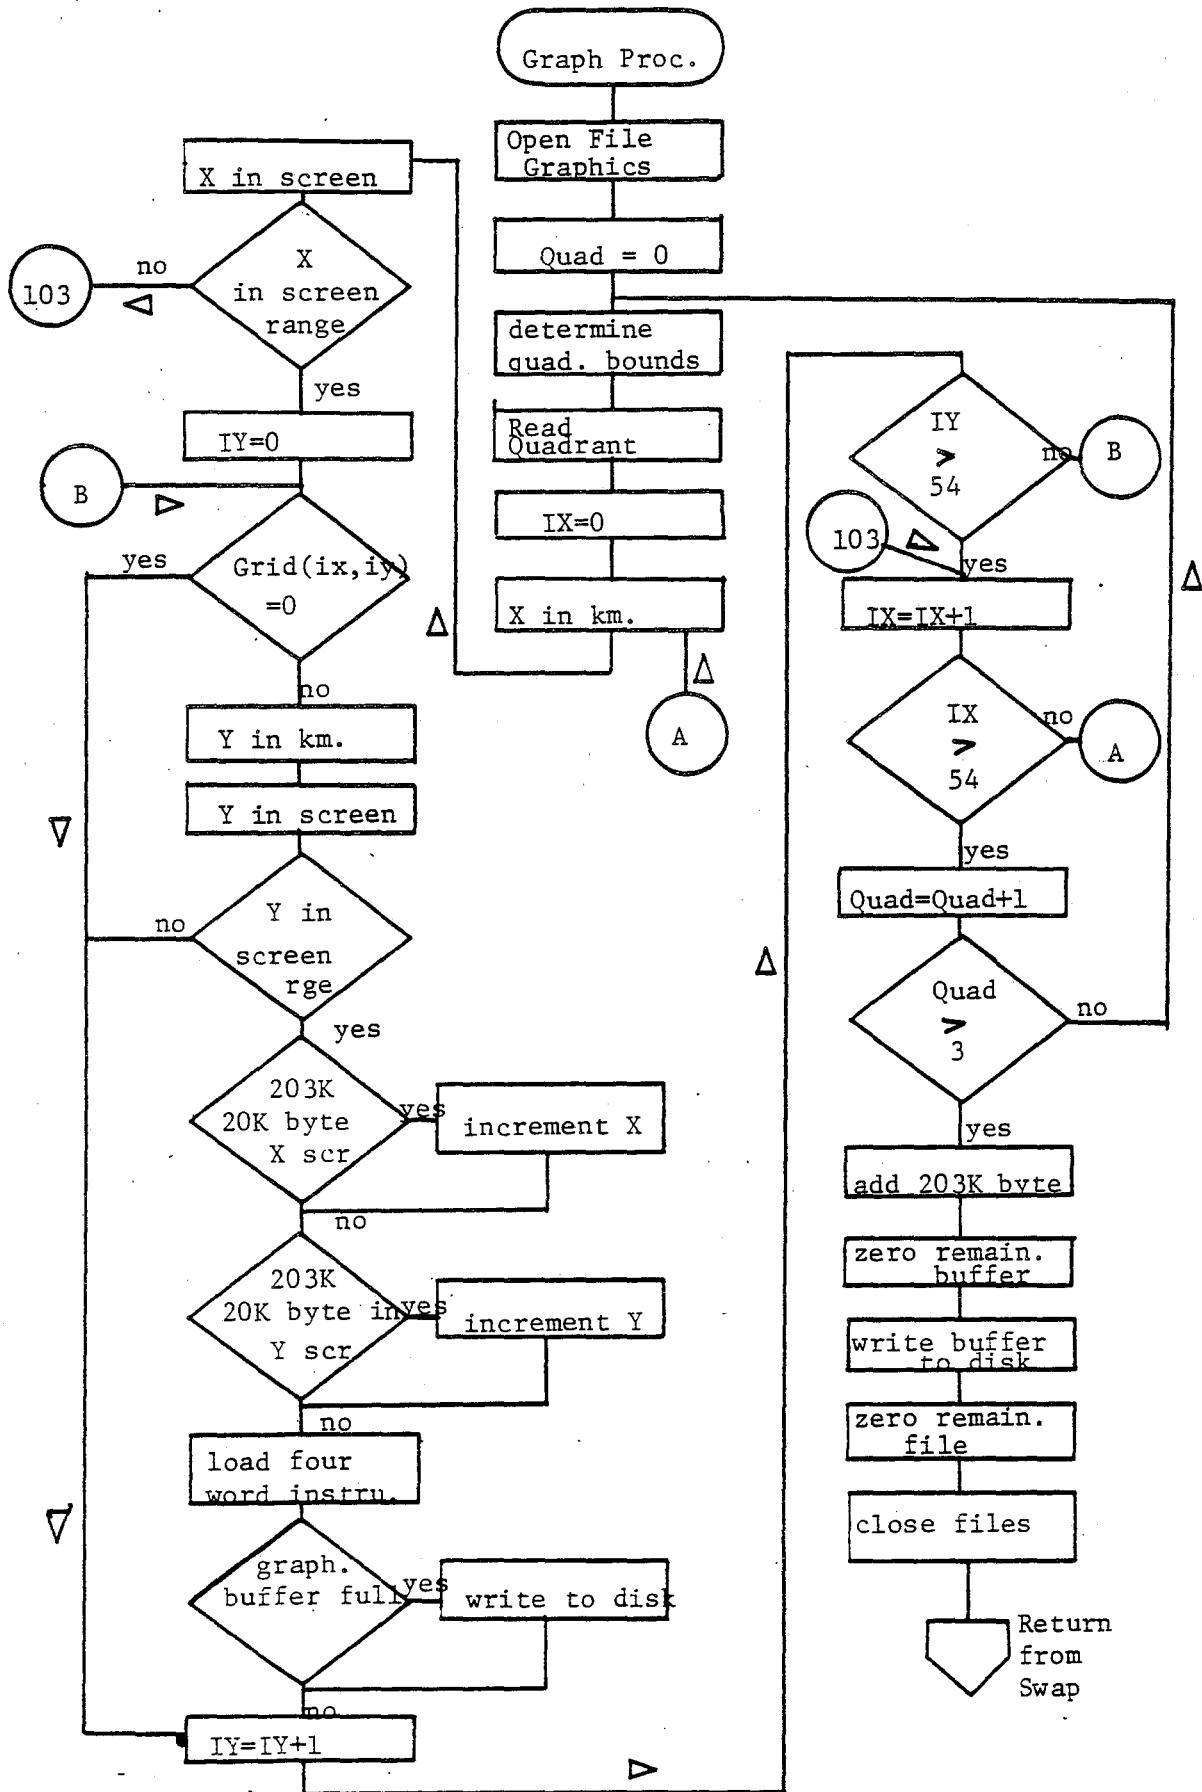 Graph Proc.
Open File
Graphics
Quad = 0
determine
quad. bounds
Read
Quadrant
IX=0
X in km.
A
X in screen
X
in screen
range
no
103
yes
IY=0
B
Grid(ix,iy)
=0
yes
no
Y in km.
Y in screen
Y in
screen
rge
no
yes
203K
20K byte
X scr
yes
increment X
no
203K
20K byte in
Y scr
yes
increment Y
no
load four
word instru.
graph.
buffer full
yes
write to disk
no
IY=IY+1
IY
>
54
no
B
103
yes
IX=IX+1
IX
>
54
no
A
yes
Quad=Quad+1
Quad
>
3
no
yes
add 203K byte
zero remain.
buffer
write buffer
to disk
zero remain.
file
close files
Return
from
Swap